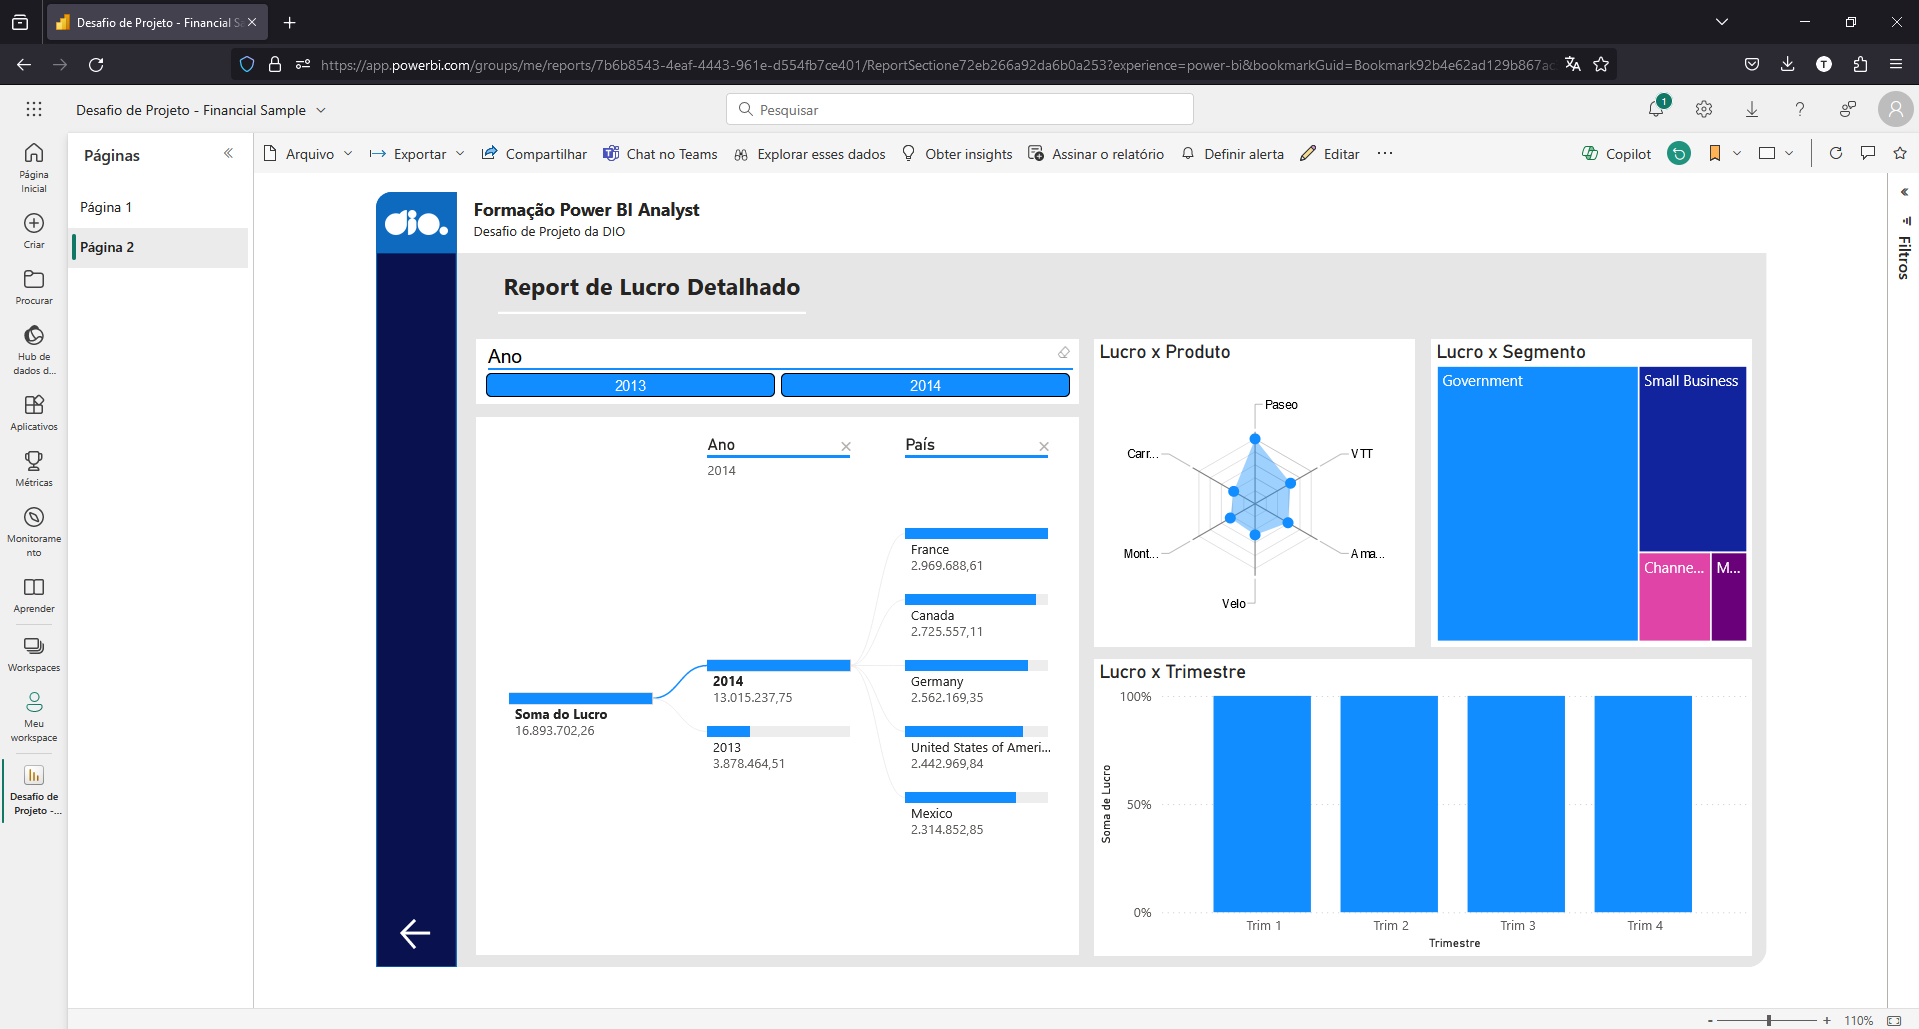 Desafio de Projeto - Financial S
https://app.powerbi.com/groups/me/reports/7b6b8543-4eaf-4443-961e-d554fb7ce401/ReportSectione72eb266a92da6b0a253?experience=power-bi&bookmarkGuid=Bookmark92b4e62ad129b867ac
T
Desafio de Projeto - Financial Sample
Pesquisar
1
Página Inicial
Criar
Procurar
Hub de dados d...
Aplicativos
Métricas
Monitorame
nto
Aprender
Workspaces
Meu workspace
Desafio de Projeto -...
Páginas
Página 1
Página 2
Arquivo
Exportar
Compartilhar
Chat no Teams
Explorar esses dados
Obter insights
Assinar o relatório
Definir alerta
Editar
...
Copilot
Filtros
dio.
Formação Power BI Analyst
Desafio de Projeto da DIO
Report de Lucro Detalhado
Ano
2013
2014
Ano
2014
País
Soma do Lucro
16.893.702,26
2014
13.015.237,75
2013
3.878.464,51
France
2.969.688,61
Canada
2.725.557,11
Germany
2.562.169,35
United States of Ameri...
2.442.969,84
Mexico
2.314.852,85
Lucro x Produto
Paseo
VTT
Ama...
Velo
Mont...
Carr...
Lucro x Segmento
Government
Small Business
Channe...
M...
Lucro x Trimestre
100%
50%
0%
Soma de Lucro
Trim 1
Trim 2
Trim 3
Trim 4
Trimestre
- + 110%